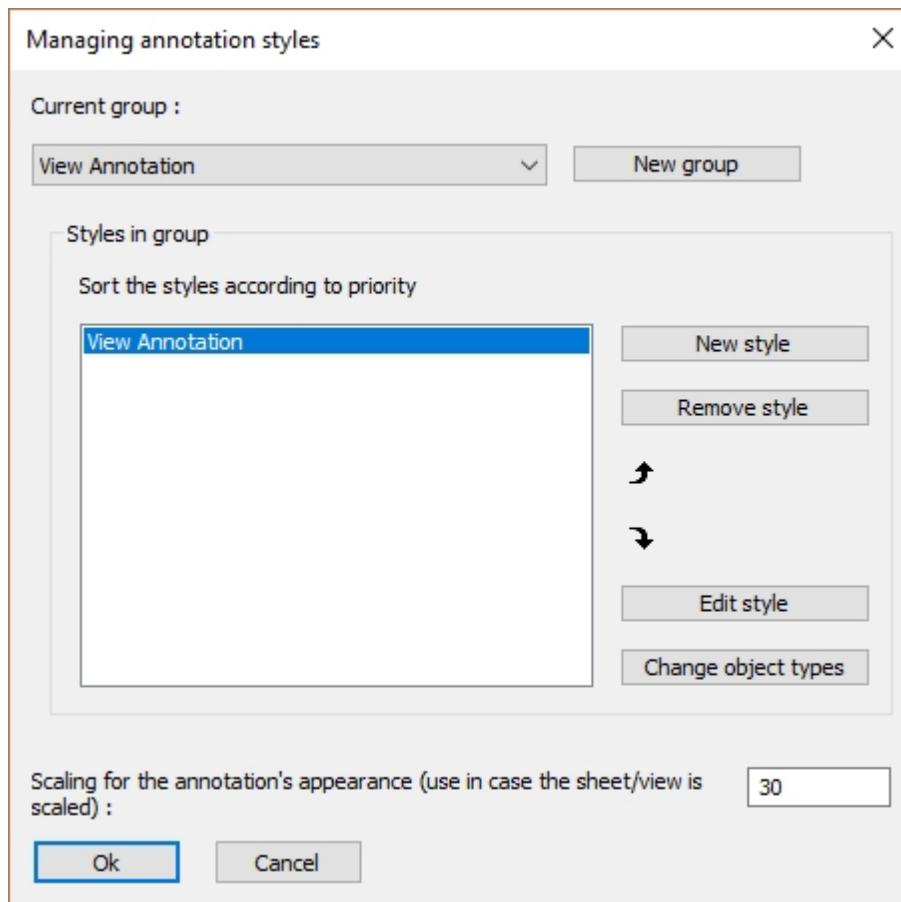 Managing annotation styles
Current group :
View Annotation
New group
Styles in group
Sort the styles according to priority
View Annotation
New style
Remove style
Edit style
Change object types
Scaling for the annotation's appearance (use in case the sheet/view is
scaled) :
30
Ok
Cancel